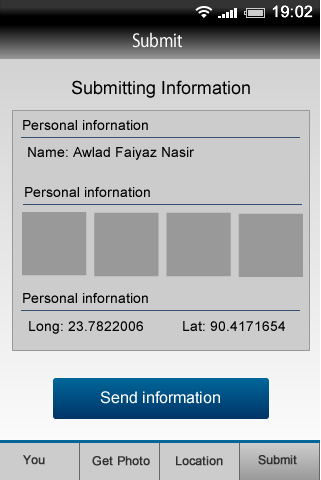 19:02
Submit
Submitting Information
Personal infornation
Name: Awlad Faiyaz Nasir
Personal infornation
Personal infornation
Long: 23.7822006 Lat: 90.4171654
Send information
You Get Photo Location Submit